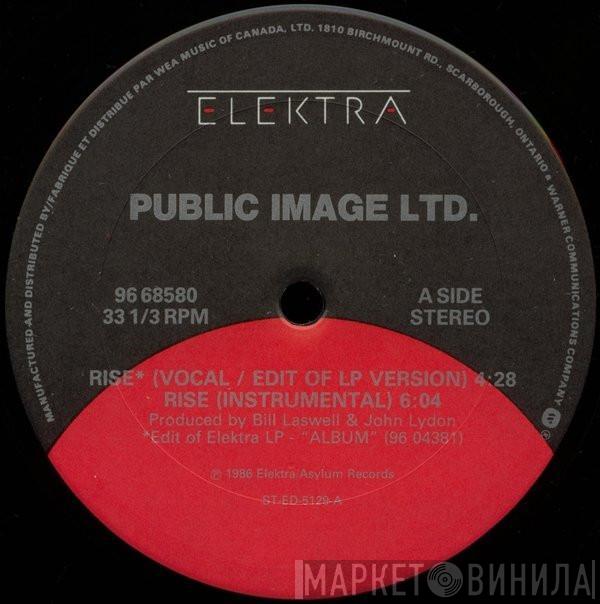 MANUFACTURED AND DISTRIBUTED BY/FABRIQUE ET DISTRIBUE PAR WEA MUSIC OF CANADA, LTD. 1810 BIRCHMOUNT RD., SCARBOROUGH, ONTARIO a WARNER COMMUNICATIONS COMPANY
ELEKTRA
PUBLIC IMAGE LTD.
96 68580 A SIDE
33 1/3 RPM STEREO
RISE* (VOCAL / EDIT OF LP VERSION) 4:28
RISE (INSTRUMENTAL) 6:04
Produced by Bill Laswell & John Lydon
*Edit of Elektra LP - "ALBUM" (96 04381)
℗ 1986 Elektra Asylum Records
ST-ED-5129-A
МАРКЕТ ВИНИЛА